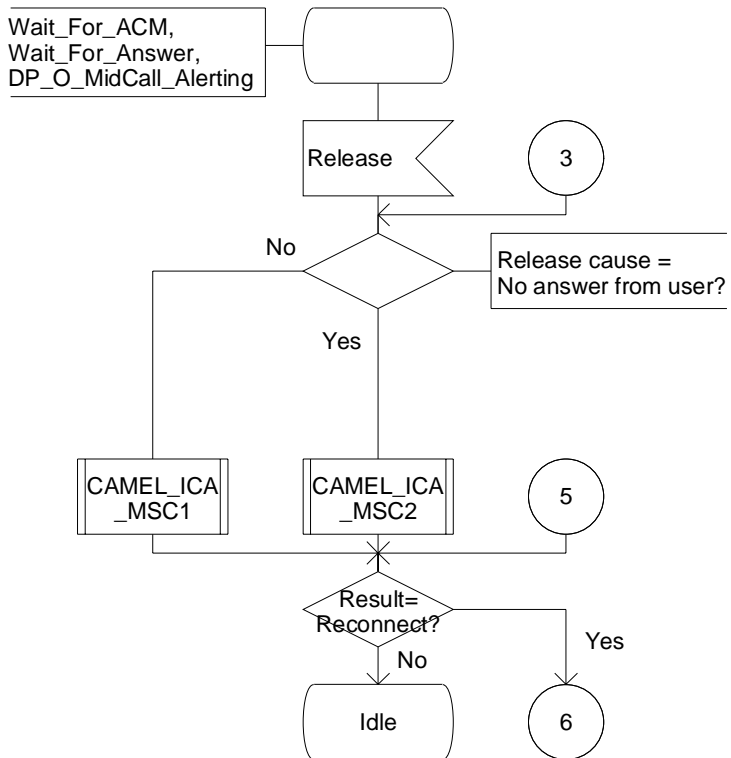 Wait_For_ACM,
Wait_For_Answer,
DP_O_MidCall_Alerting
Release
3
No
Release cause =
No answer from user?
Yes
CAMEL_ICA
_MSC1
CAMEL_ICA
_MSC2
5
Result=
Reconnect?
Yes
No
Idle
6